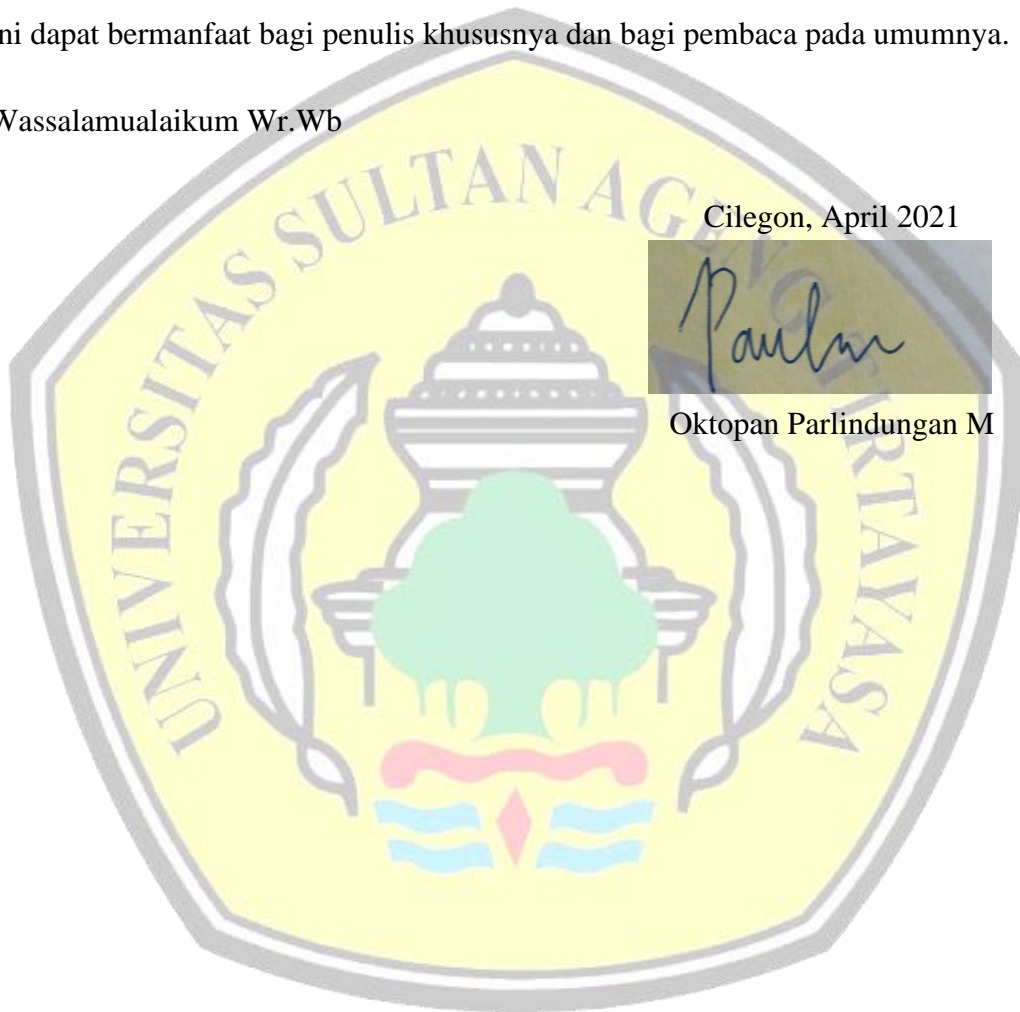 ni dapat bermanfaat bagi penulis khususnya dan bagi pembaca pada umumnya.
Wassalamualaikum Wr.Wb
Cilegon, April 2021
Oktopan Parlindungan M
UNIVERSITAS SULTAN AGENG TIRTAYASA